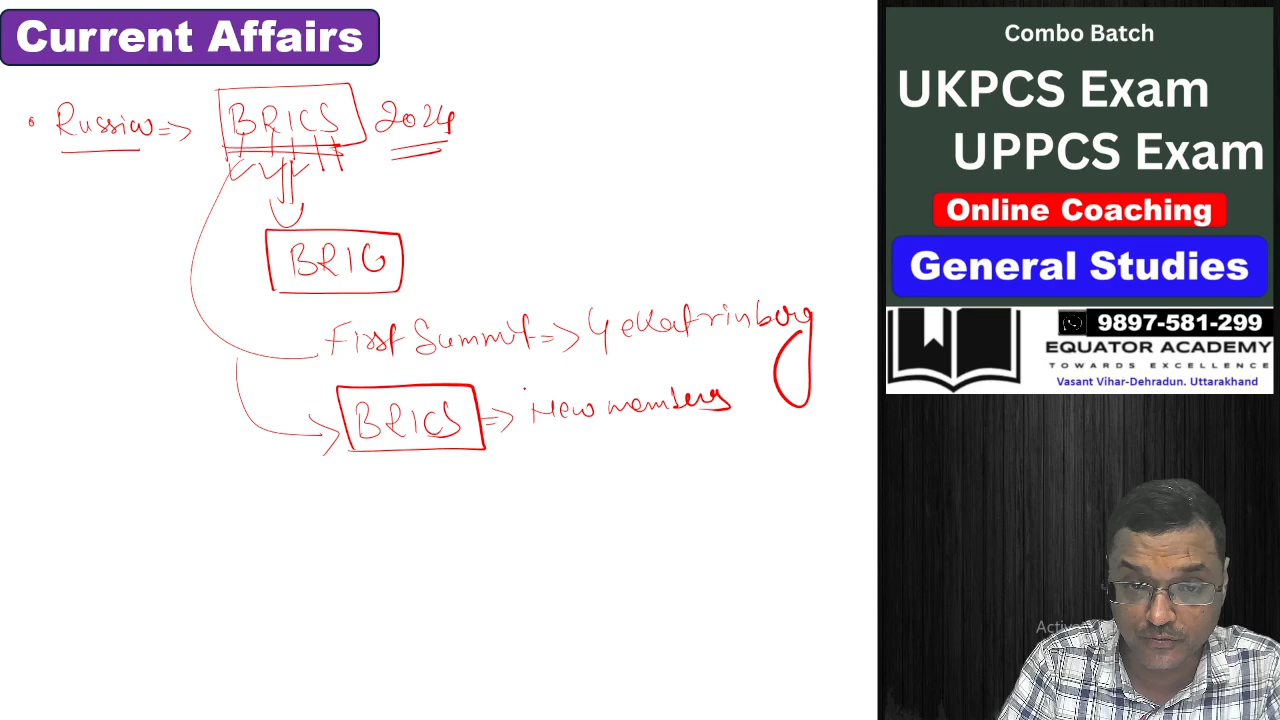 Current Affairs
• Russia => BRICS 2024
BRIC
First Summit => Yekatrinberg
BRICS => New members
Combo Batch
UKPCS Exam
UPPCS Exam
Online Coaching
General Studies
9897-581-299
EQUATOR ACADEMY
TOWARDS EXCELLENCE
Vasant Vihar-Dehradun. Uttarakhand